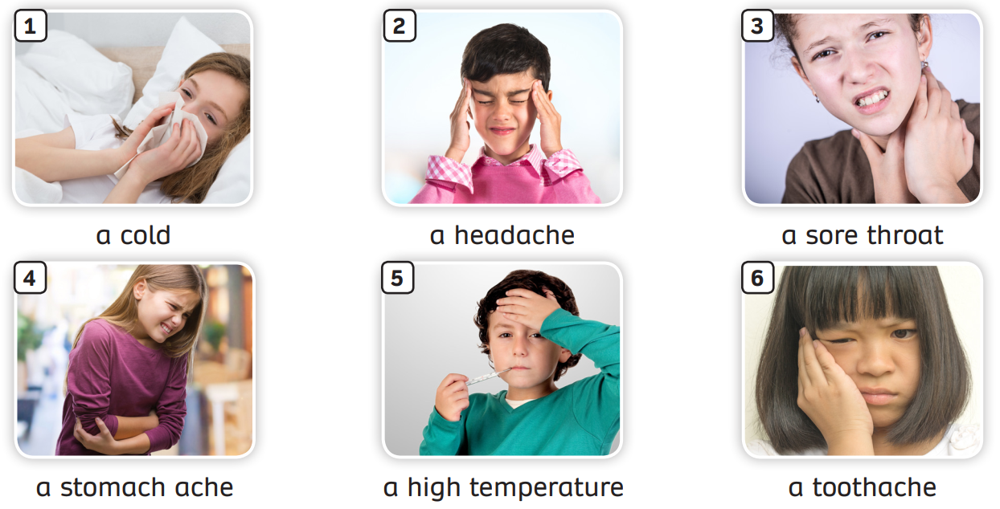 1
2
3
a cold
a headache
a sore throat
4
5
6
a stomach ache
a high temperature
a toothache